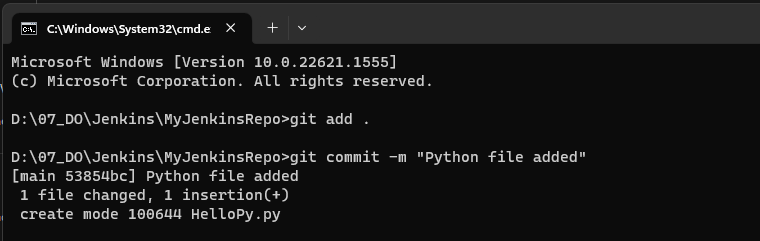 C:\Windows\System32\cmd.e
Microsoft Windows [Version 10.0.22621.1555]
(c) Microsoft Corporation. All rights reserved.
D:\07_DO\Jenkins\MyJenkinsRepo>git add .
D:\07_DO\Jenkins\MyJenkinsRepo>git commit -m "Python file added"
[main 53854bc] Python file added
 1 file changed, 1 insertion(+)
 create mode 100644 HelloPy.py